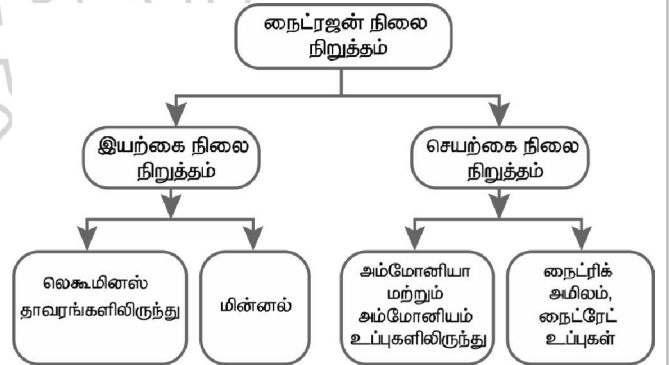 நைட்ரஜன் நிலை
நிறுத்தம்
இயற்கை நிலை
நிறுத்தம்
செயற்கை நிலை
நிறுத்தம்
லெகூமினஸ்
தாவரங்களிலிருந்து
மின்னல்
அம்மோனியா
மற்றும்
அம்மோனியம்
உப்புகளிலிருந்து
நைட்ரிக்
அமிலம்,
நைட்ரேட்
உப்புகள்